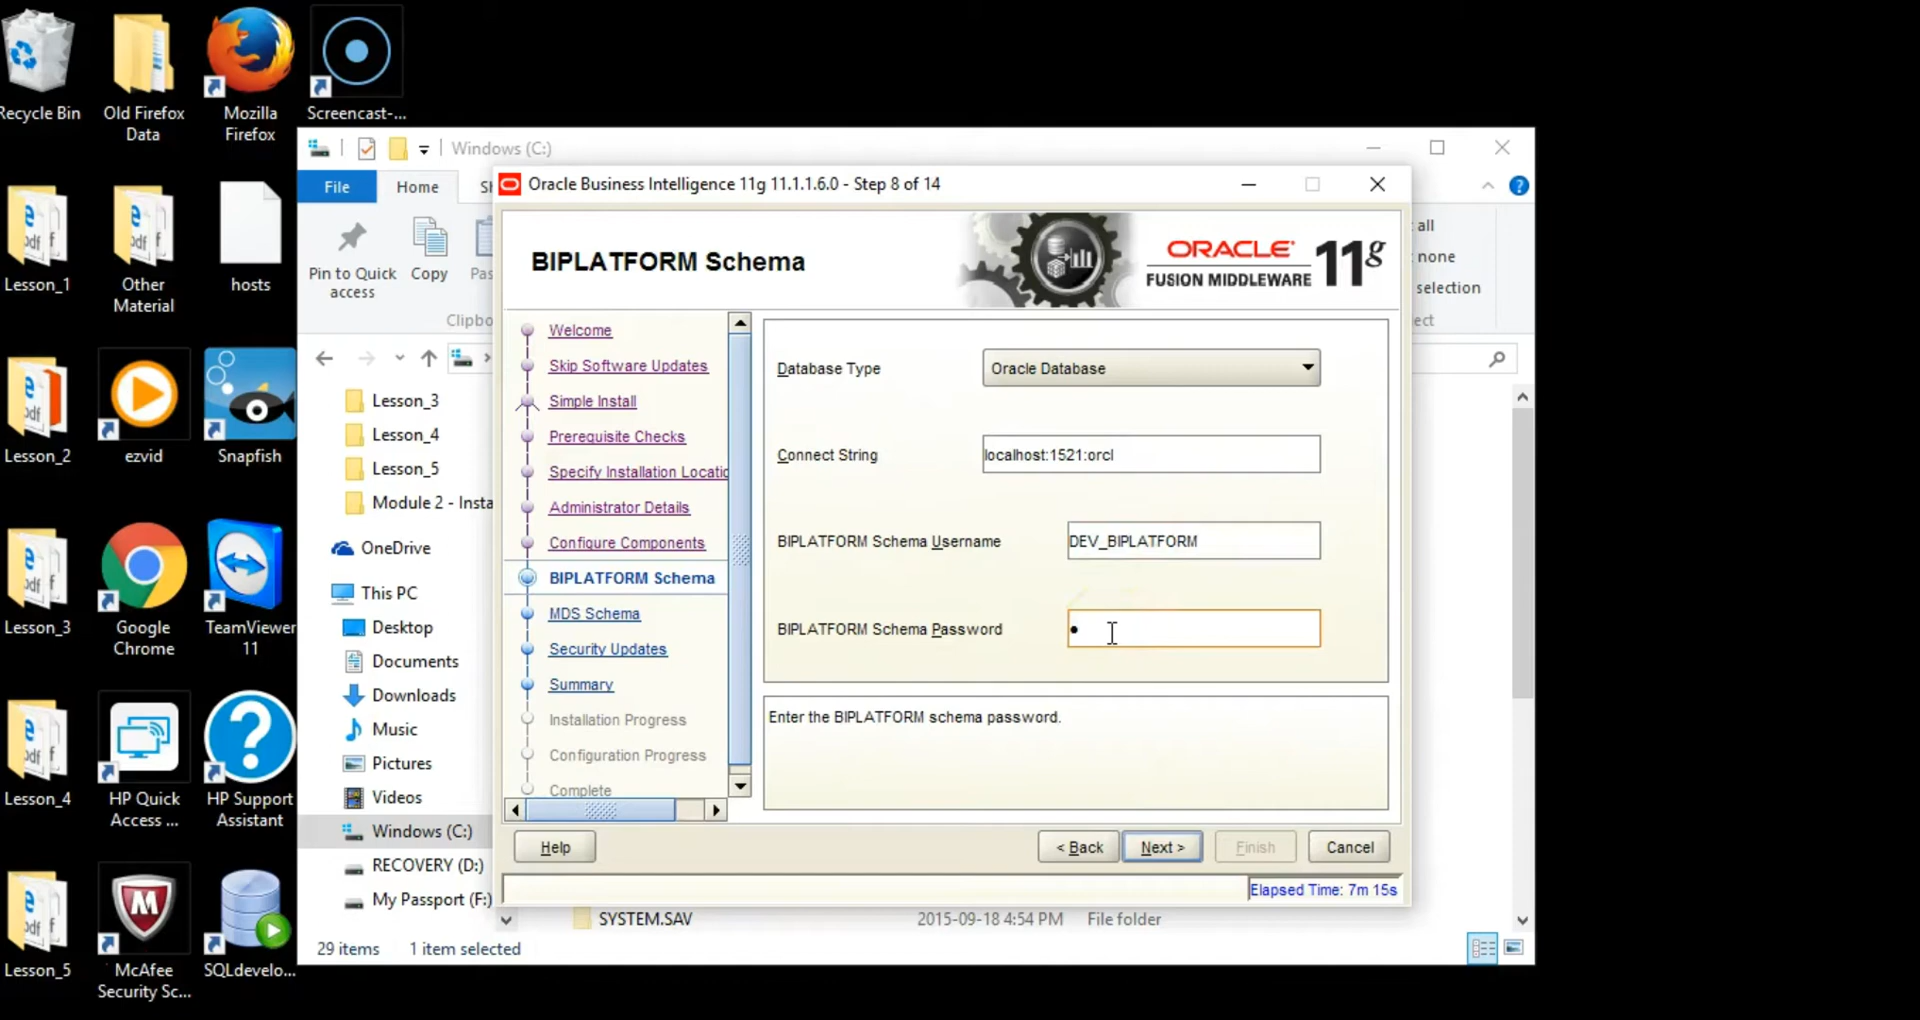 Recycle Bin
Old Firefox
Data
Mozilla
Firefox
Screencast-...
Lesson_1
Other
Material
hosts
Lesson_2
ezvid
Snapfish
Lesson_3
Google
Chrome
TeamViewer
11
Lesson_4
HP Quick
Access ...
HP Support
Assistant
Lesson_5
McAfee
Security Sc...
SQLdevelo...
Windows (C:)
File
Home
Pin to Quick
access
Copy
Pas
Clipbo
all
none
selection
ect
Lesson_3
Lesson_4
Lesson_5
Module 2 - Insta
OneDrive
This PC
Desktop
Documents
Downloads
Music
Pictures
Videos
Windows (C:)
RECOVERY (D:)
My Passport (F:)
SYSTEM.SAV 2015-09-18 4:54 PM File folder
29 items 1 item selected
Oracle Business Intelligence 11g 11.1.1.6.0 - Step 8 of 14
BIPLATFORM Schema
ORACLE
FUSION MIDDLEWARE 11g
Welcome
Skip Software Updates
Simple Install
Prerequisite Checks
Specify Installation Locatio
Administrator Details
Configure Components
BIPLATFORM Schema
MDS Schema
Security Updates
Summary
Installation Progress
Configuration Progress
Complete
Database Type Oracle Database
Connect String localhost:1521:orcl
BIPLATFORM Schema Username DEV_BIPLATFORM
BIPLATFORM Schema Password
Enter the BIPLATFORM schema password.
Help < Back Next > Finish Cancel
Elapsed Time: 7m 15s